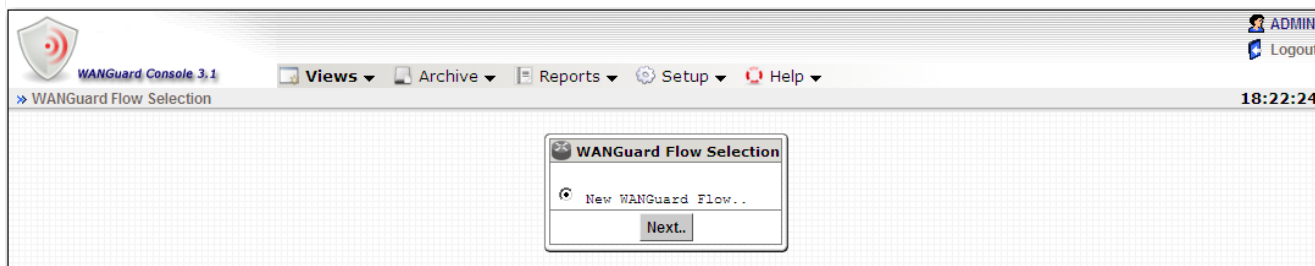 ADMIN
Logout
WANGuard Console 3.1
Views Archive Reports Setup Help
» WANGuard Flow Selection
18:22:24
WANGuard Flow Selection
New WANGuard Flow..
Next..